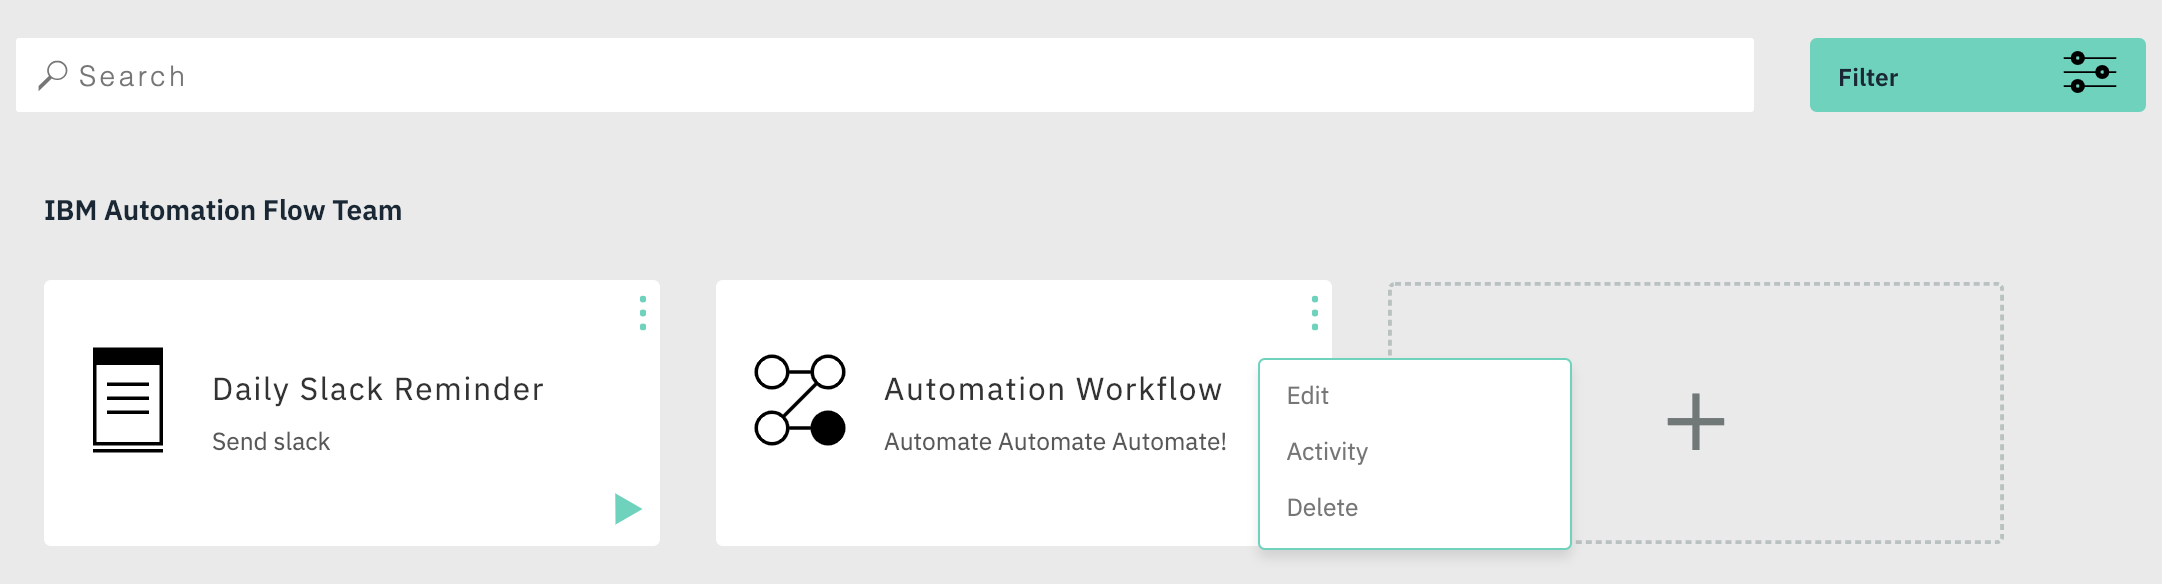 Search
Filter
IBM Automation Flow Team
Daily Slack Reminder
Send slack
Automation Workflow
Automate Automate Automate!
Edit
Activity
Delete